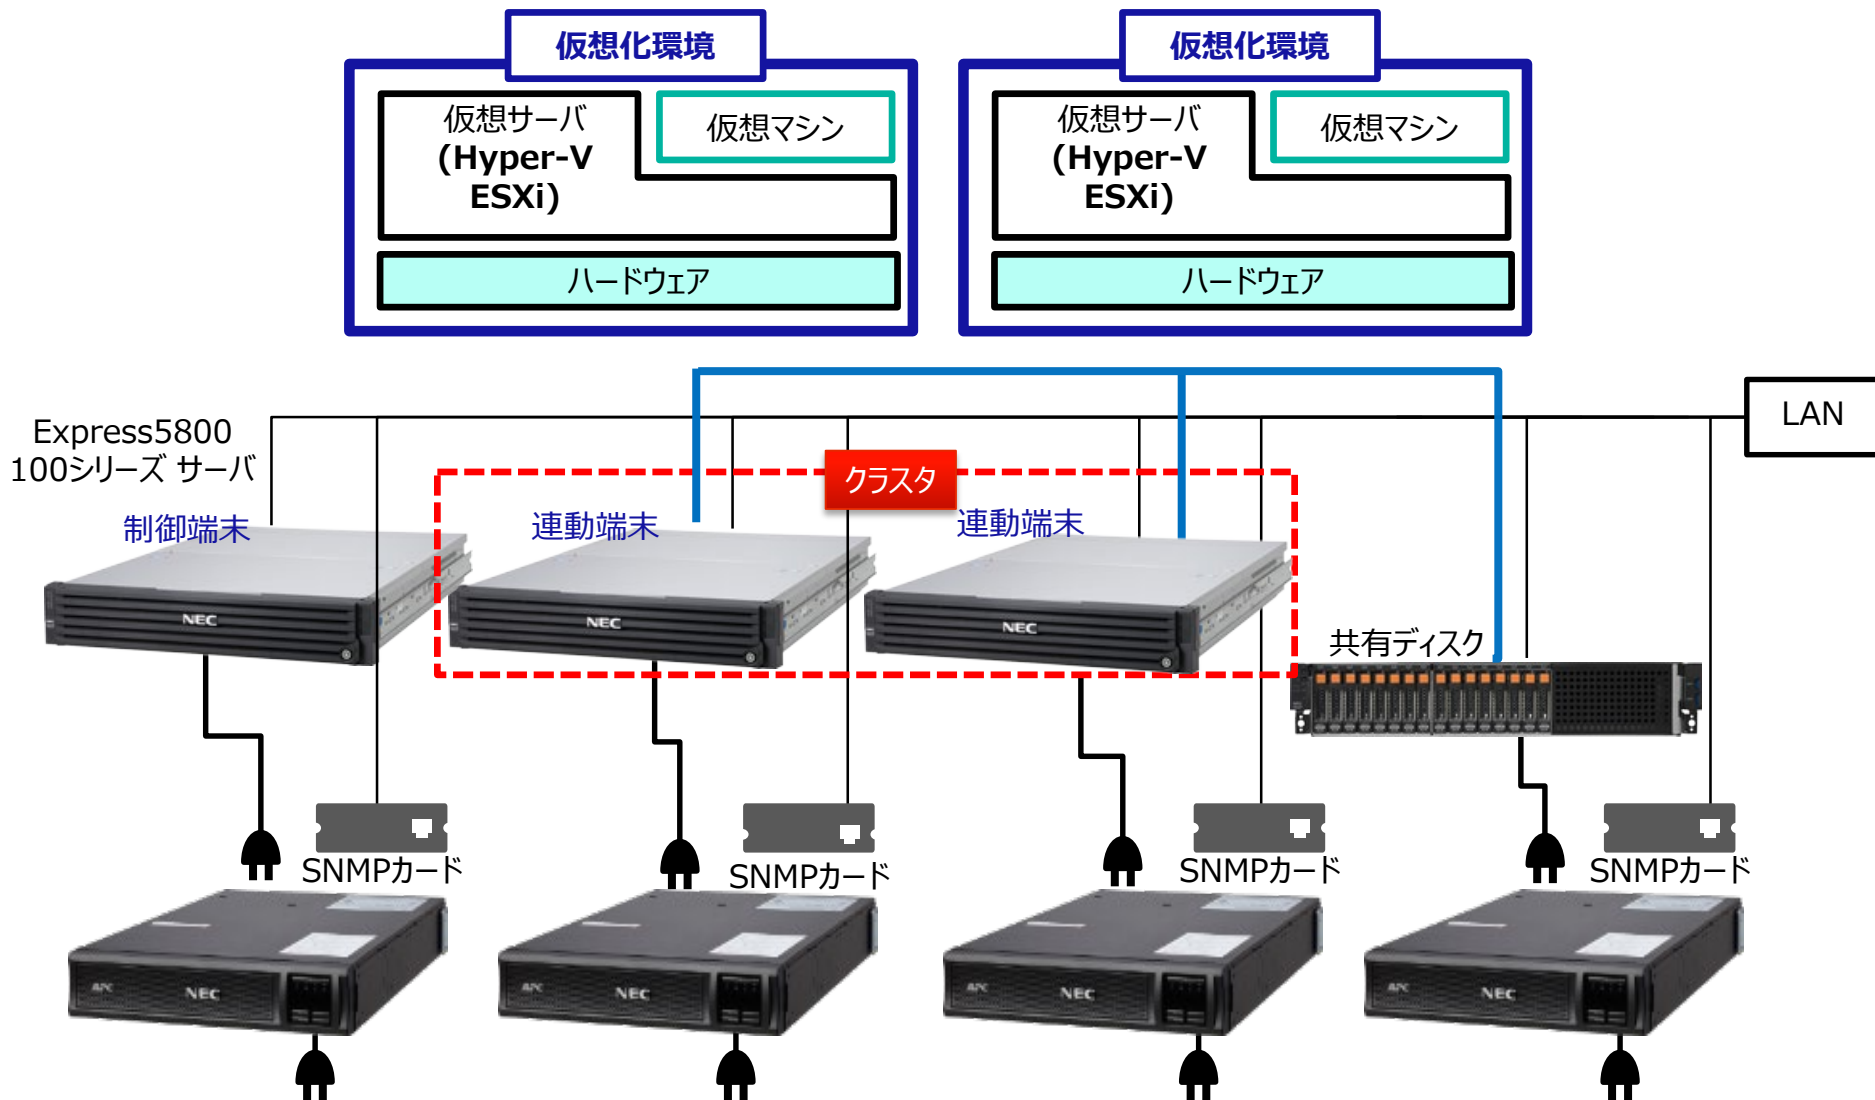 仮想化環境
仮想サーバ
(Hyper-V
ESXi)
仮想マシン
ハードウェア
仮想化環境
仮想サーバ
(Hyper-V
ESXi)
仮想マシン
ハードウェア
LAN
Express5800
100シリーズ サーバ
クラスタ
制御端末
連動端末
連動端末
NEC
NEC
NEC
共有ディスク
SNMPカード
SNMPカード
SNMPカード
SNMPカード
APC
NEC
APC
NEC
APC
NEC
APC
NEC